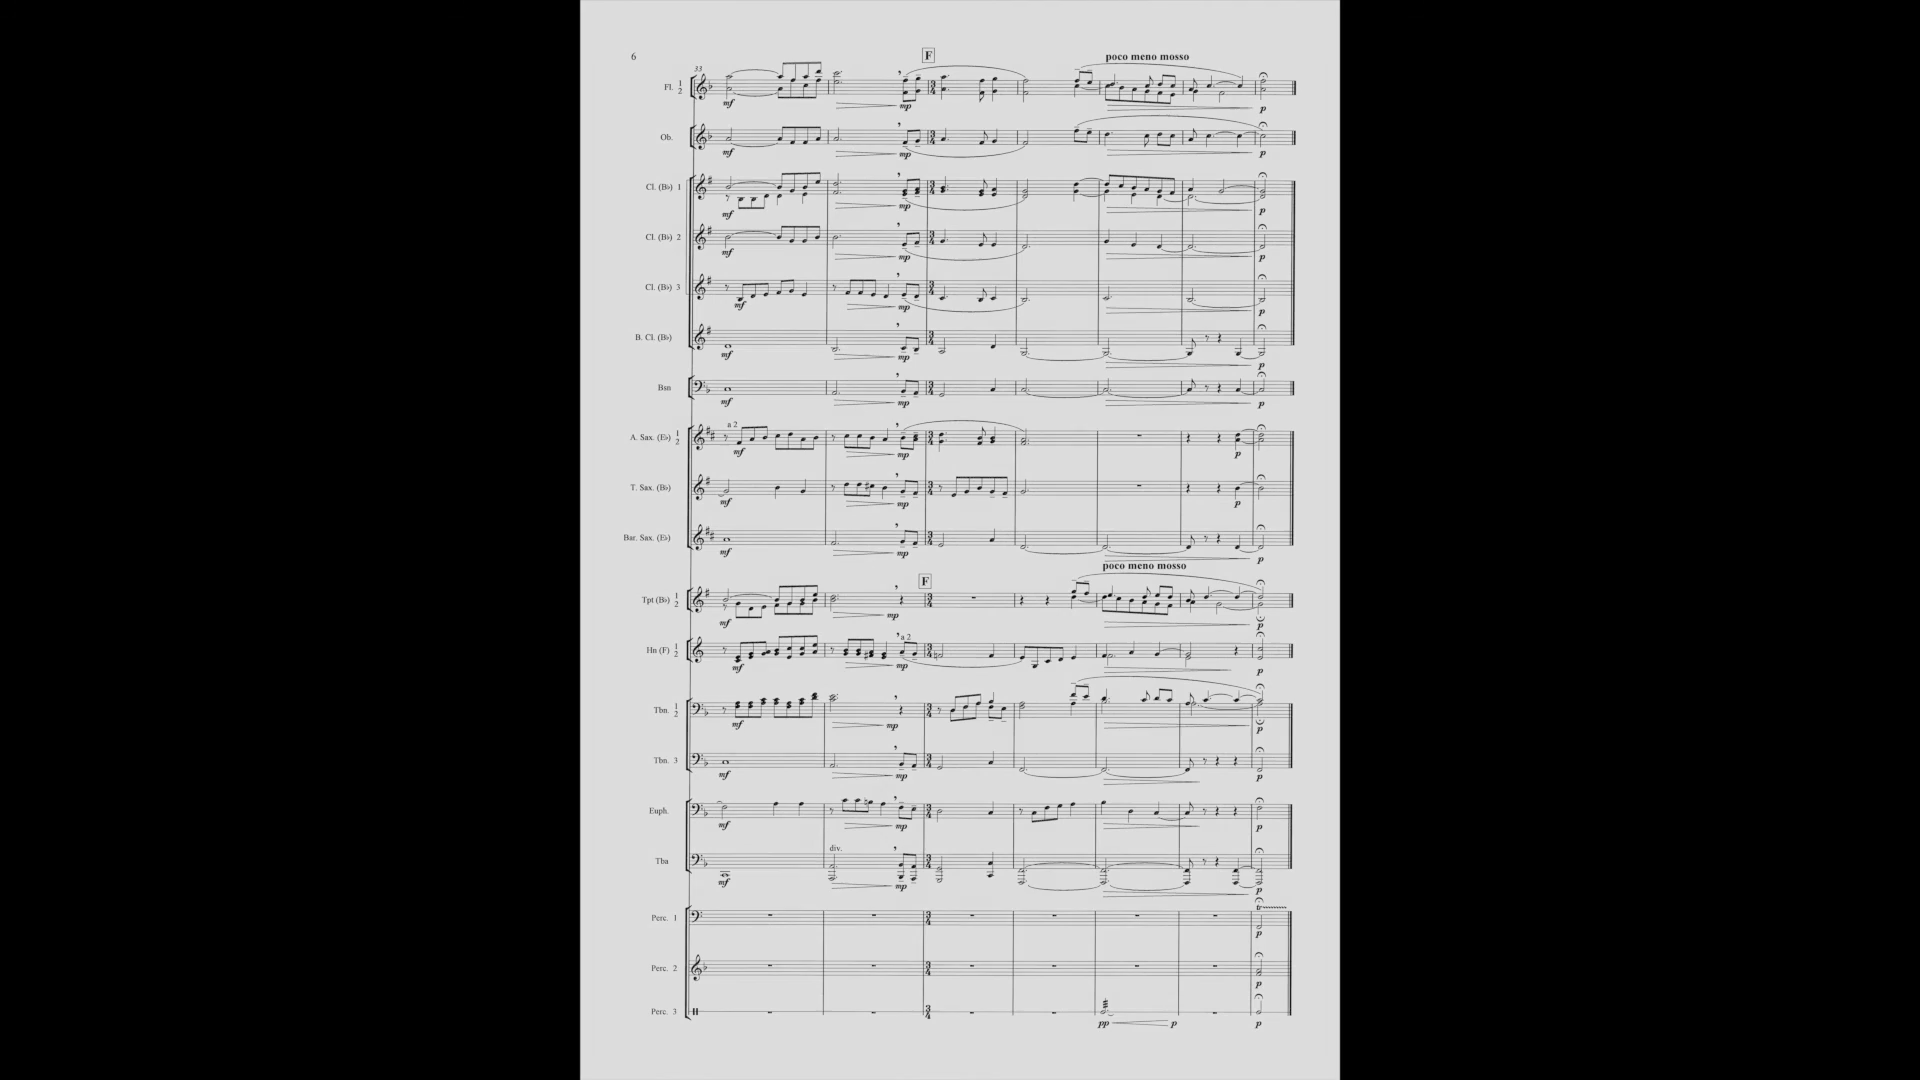 6
F
poco meno mosso
33
Fl. 1 2
mf mp p
Ob.
mf mp p
Cl. (B♭) 1
mf mp p
Cl. (B♭) 2
mf mp p
Cl. (B♭) 3
mf mp p
B. Cl. (B♭)
mf mp p
Bsn
mf mp p
a 2
A. Sax. (E♭) 1 2
mf mp p
T. Sax. (B♭)
mf mp p
Bar. Sax. (E♭)
mf mp p
F
poco meno mosso
Tpt (B♭) 1 2
mf mp p
a 2
Hn (F) 1 2
mf mp p
Tbn. 1 2
mf mp p
Tbn. 3
mf mp p
Euph.
mf mp p
div.
Tba
mf mp p
tr
Perc. 1
p
Perc. 2
p
Perc. 3
pp p p